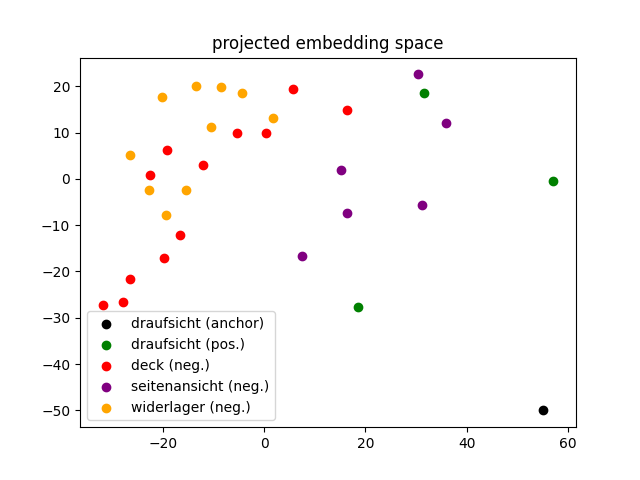 projected embedding space
20
10
0
−10
−20
−30
−40
−50
draufsicht (anchor)
draufsicht (pos.)
deck (neg.)
seitenansicht (neg.)
widerlager (neg.)
−20 0 20 40 60